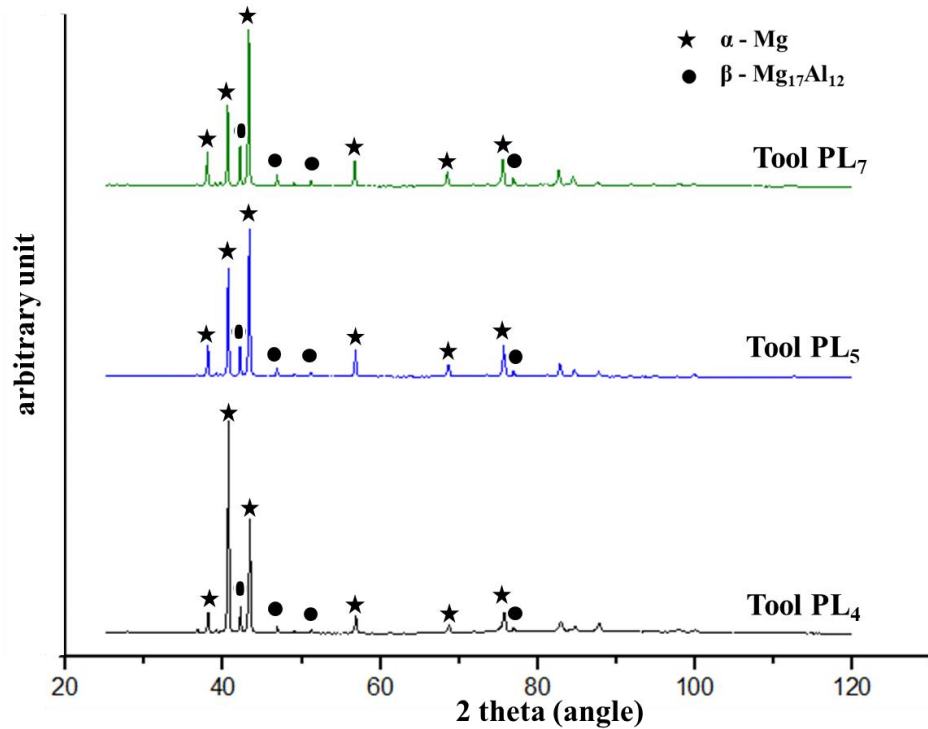 ★ α - Mg
● β - Mg₁₇Al₁₂
Tool PL₇
Tool PL₅
Tool PL₄
arbitrary unit
20 40 60 80 100 120
2 theta (angle)